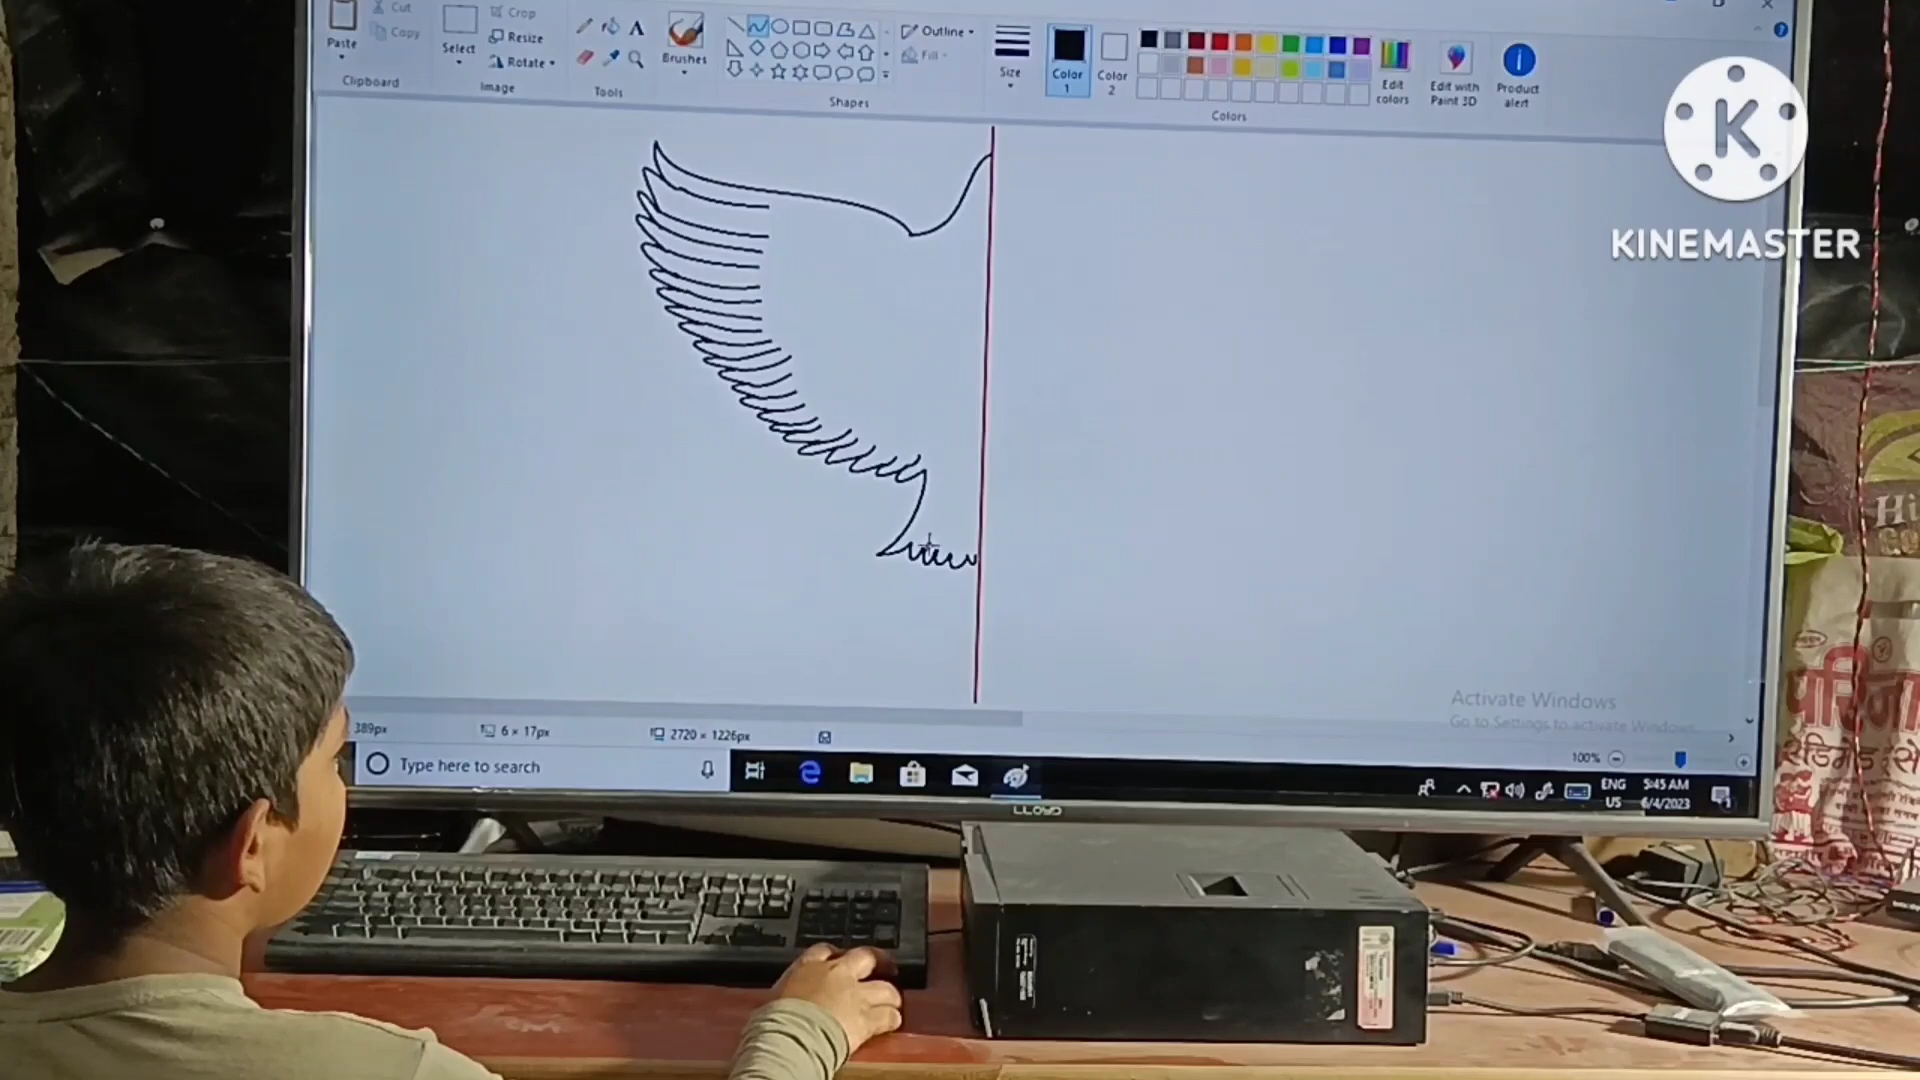 Cut
Crop
Copy
Resize
Rotate
Paste
Select
Brushes
Outline
Fill
Size
Color 1
Color 2
Edit colors
Edit with Paint 3D
Product alert
Clipboard
Image
Tools
Shapes
Colors
A
i
K
KINEMASTER
Activate Windows
Go to Settings to activate Windows.
389px
6 × 17px
2720 × 1226px
100%
Type here to search
ENG
US
5:45 AM
6/4/2023
LLOYD
Hi